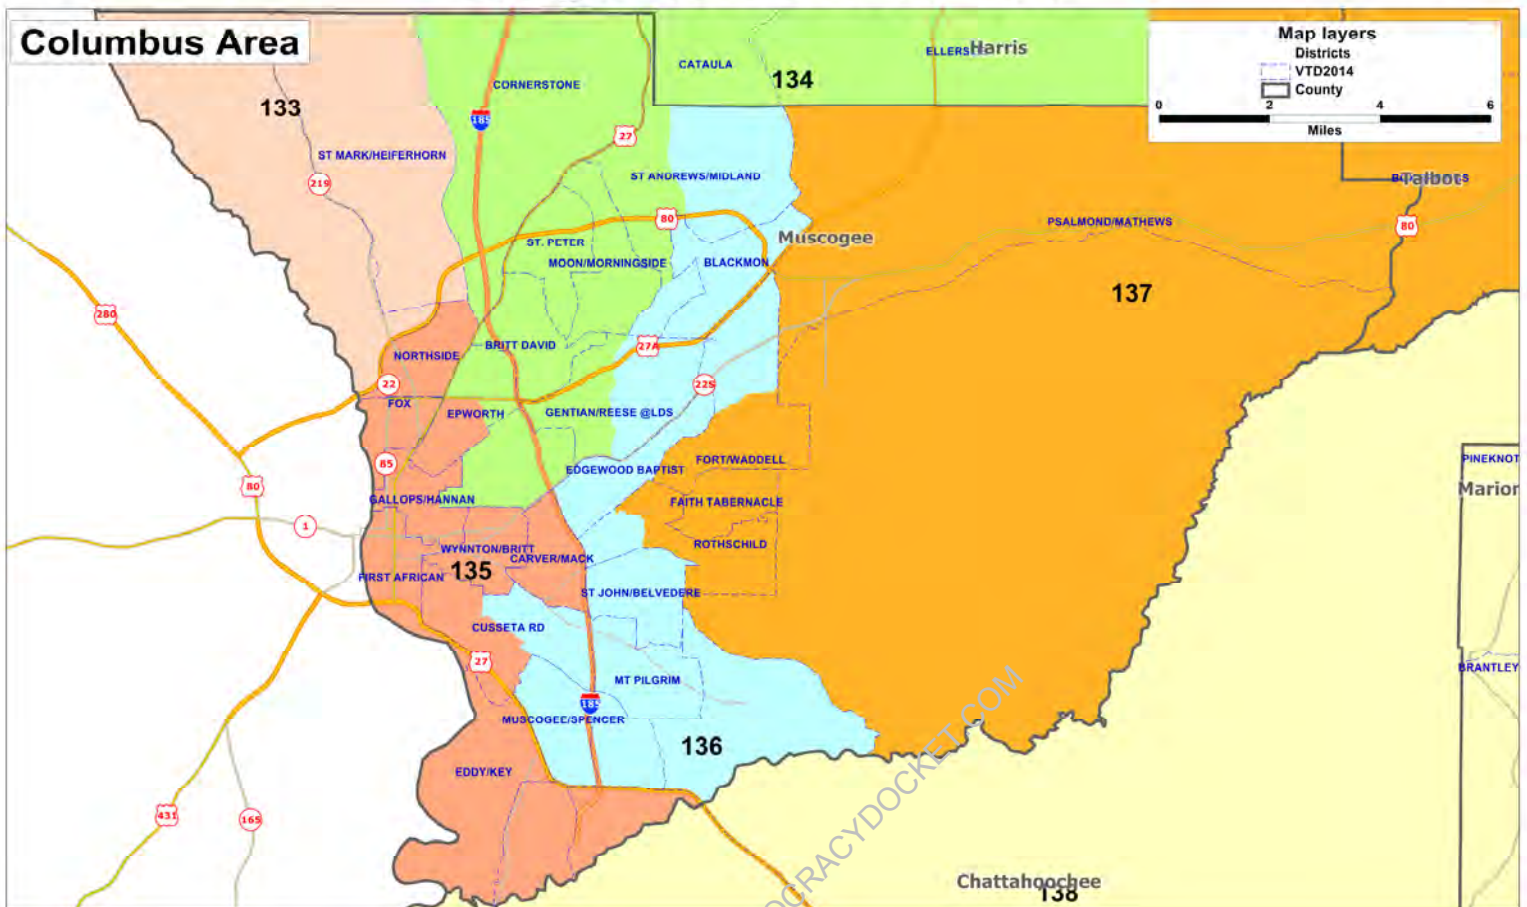 Columbus Area
Map layers
Districts
VTD2014
County
0 2 4 6
Miles
133
134
Harris
CATAULA
CORNERSTONE
185
27
ST MARK/HEIFERHORN
219
ST ANDREWS/MIDLAND
Talbot
80
PSALMOND/MATHEWS
80
Muscogee
ST. PETER
MOON/MORNINGSIDE
BLACKMON
137
280
NORTHSIDE
BRITT DAVID
27A
22
22S
FOX
EPWORTH
GENTIAN/REESE @LDS
85
EDGEWOOD BAPTIST
FORT/WADDELL
PINEKNOT
Marion
80
GALLOPS/HANNAN
FAITH TABERNACLE
1
WYNNTON/BRITT
CARVER/MACK
ROTHSCHILD
FIRST AFRICAN
135
ST JOHN/BELVEDERE
CUSSETA RD
27
MT PILGRIM
BRANTLEY
185
MUSCOGEE/SPENCER
136
EDDY/KEY
431
165
Chattahoochee
138
OCRACYDOCKET.COM